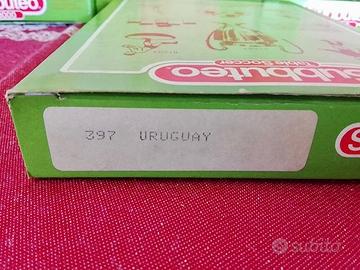 subbuteo
table soccer
397 URUGUAY
S
subito